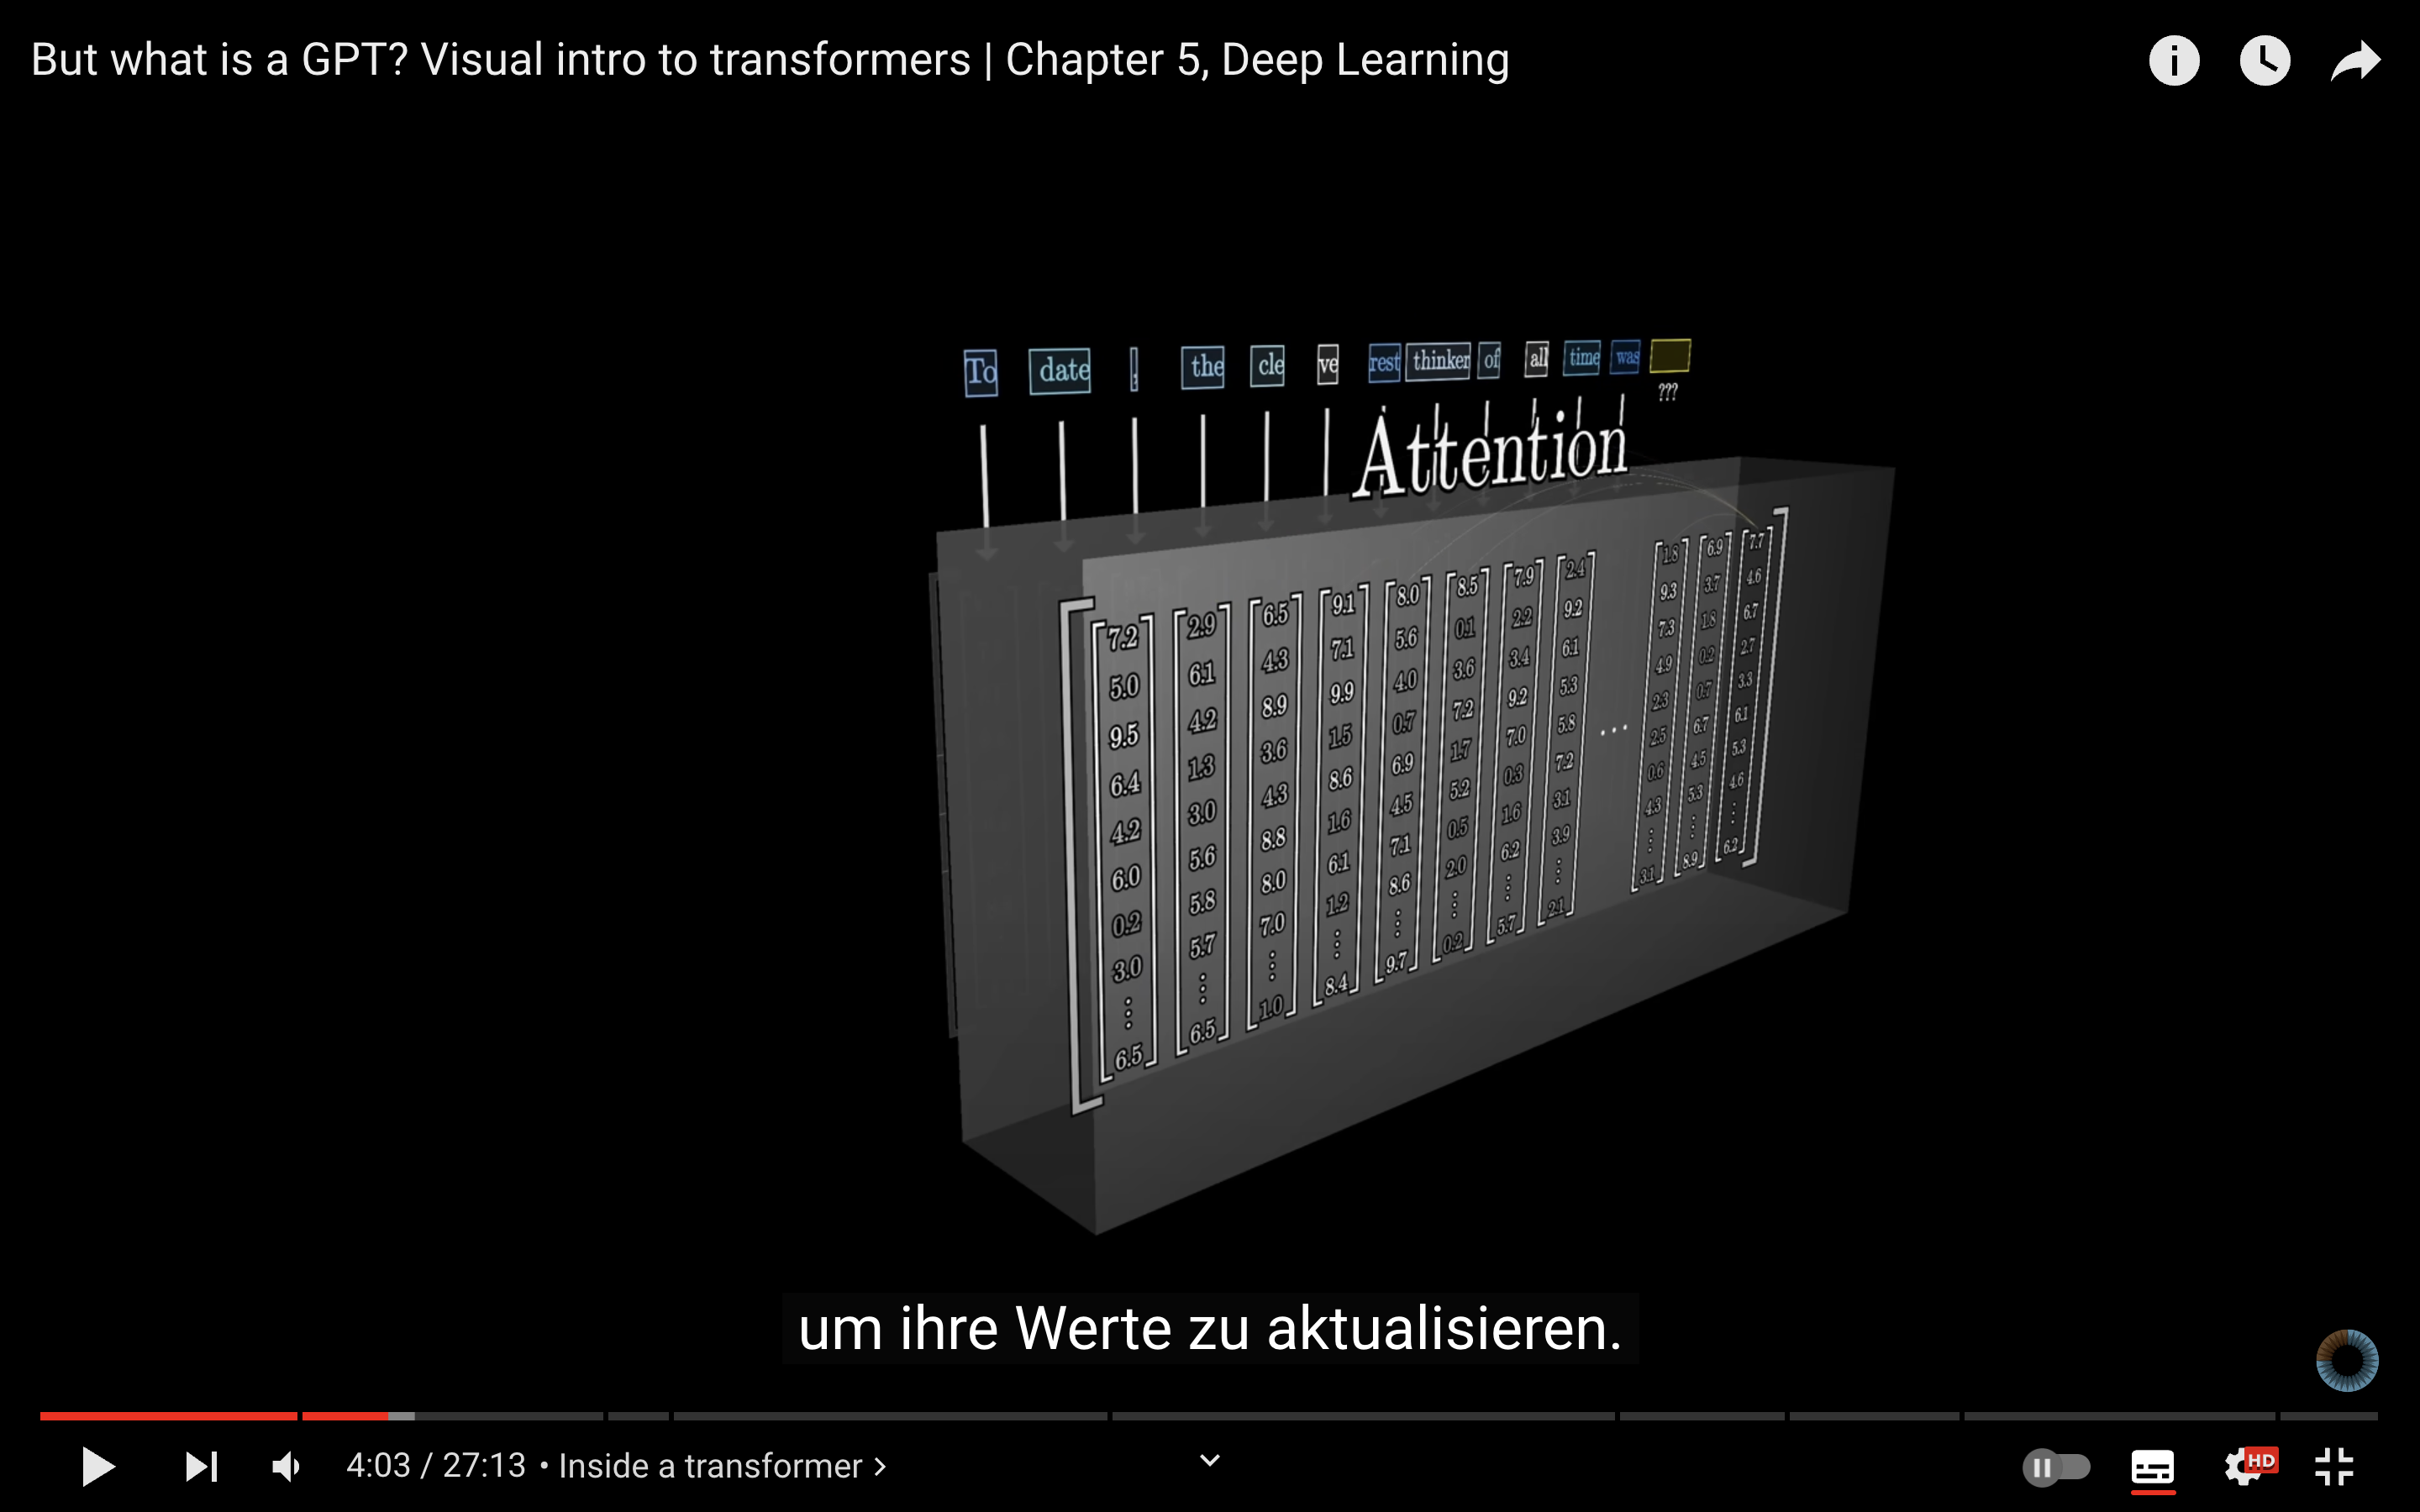 But what is a GPT? Visual intro to transformers | Chapter 5, Deep Learning
To date , the cle ve rest thinker of all time was
???
Attention
7.2 2.9 6.5 9.1 8.0 8.5 7.9 2.4 1.8 6.9 7.7
5.0 6.1 4.3 7.1 5.6 0.1 2.2 9.2 9.3 3.7 4.6
9.5 4.2 8.9 9.9 4.0 3.6 3.4 6.1 7.3 1.8 6.7
6.4 1.3 3.6 1.5 0.7 7.2 9.2 5.3 4.9 0.2 2.7
4.2 3.0 4.3 8.6 6.9 1.7 7.0 5.8 ... 2.3 0.7 3.3
6.0 5.6 8.8 1.6 4.5 5.2 0.3 7.2 2.5 6.7 6.1
0.2 5.8 8.0 6.1 7.1 0.5 1.6 3.1 0.6 4.5 5.3
3.0 5.7 7.0 1.2 8.6 2.0 6.2 3.9 4.3 5.3 4.6
⋮ ⋮ ⋮ ⋮ ⋮ ⋮ ⋮ ⋮ ⋮ ⋮ ⋮
6.5 6.5 1.0 8.4 9.7 0.2 5.7 2.1 3.1 8.9 6.2
um ihre Werte zu aktualisieren.
4:03 / 27:13 • Inside a transformer >
HD